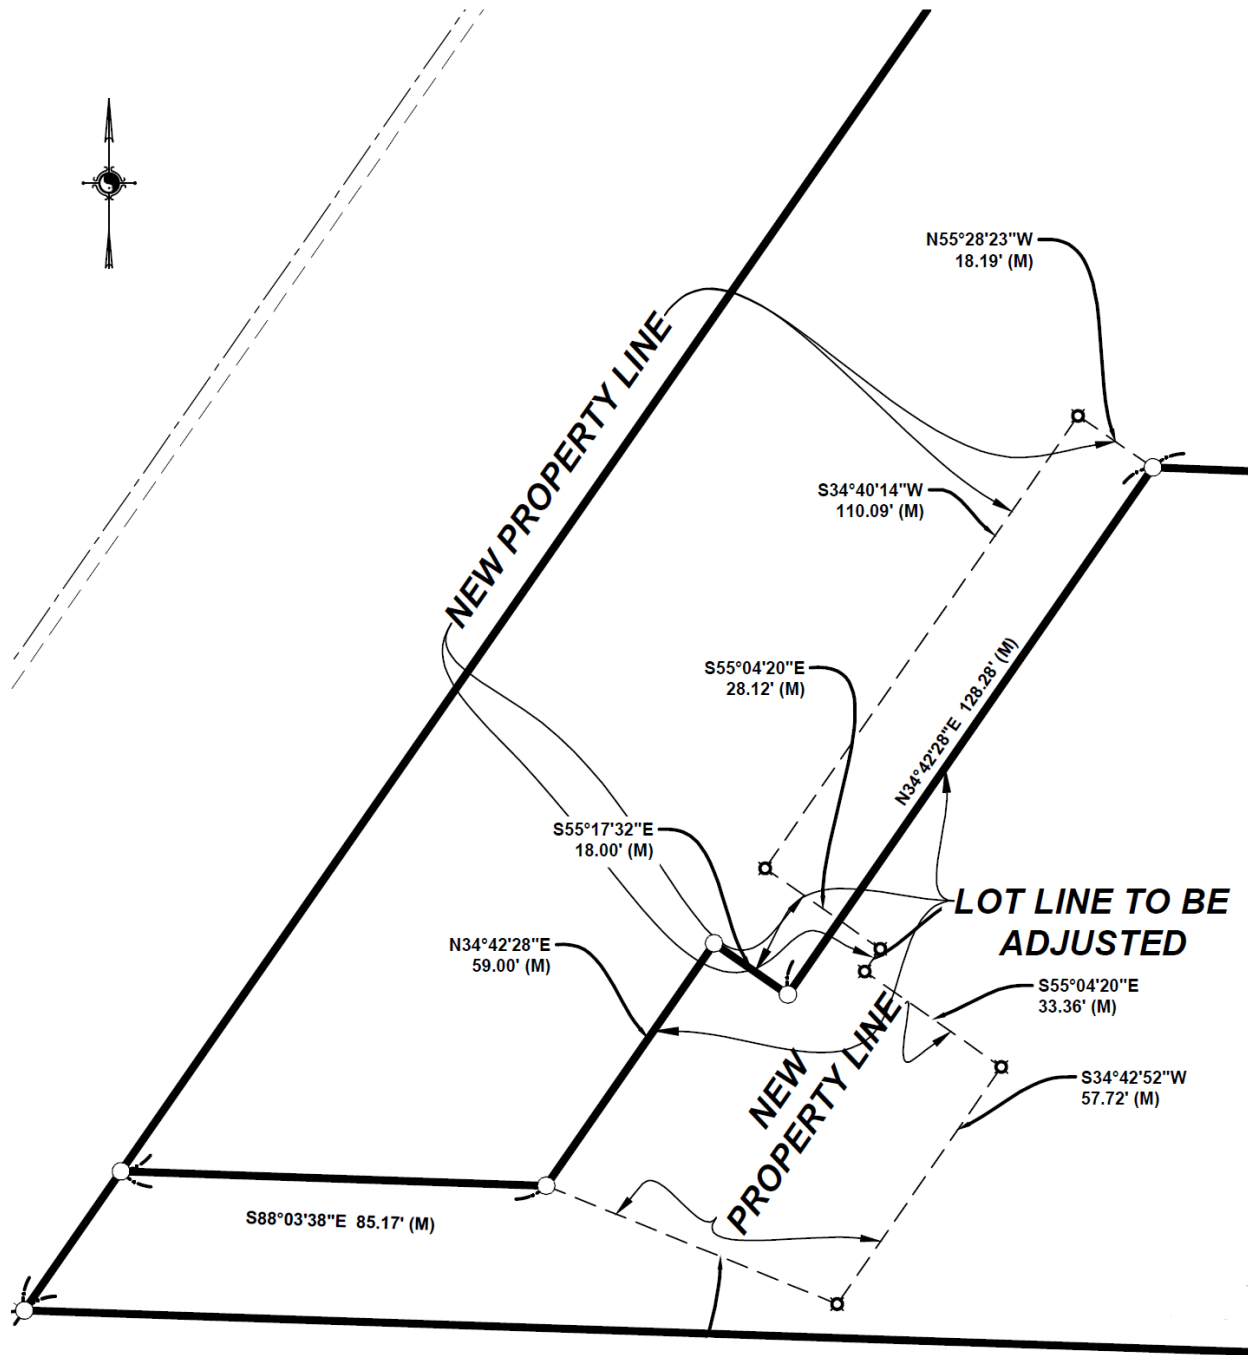 N55°28'23"W
18.19' (M)
NEW PROPERTY LINE
S34°40'14"W
110.09' (M)
S55°04'20"E
28.12' (M)
N34°42'28"E 128.28' (M)
S55°17'32"E
18.00' (M)
LOT LINE TO BE
ADJUSTED
N34°42'28"E
59.00' (M)
S55°04'20"E
33.36' (M)
NEW
PROPERTY LINE
S34°42'52"W
57.72' (M)
S88°03'38"E 85.17' (M)